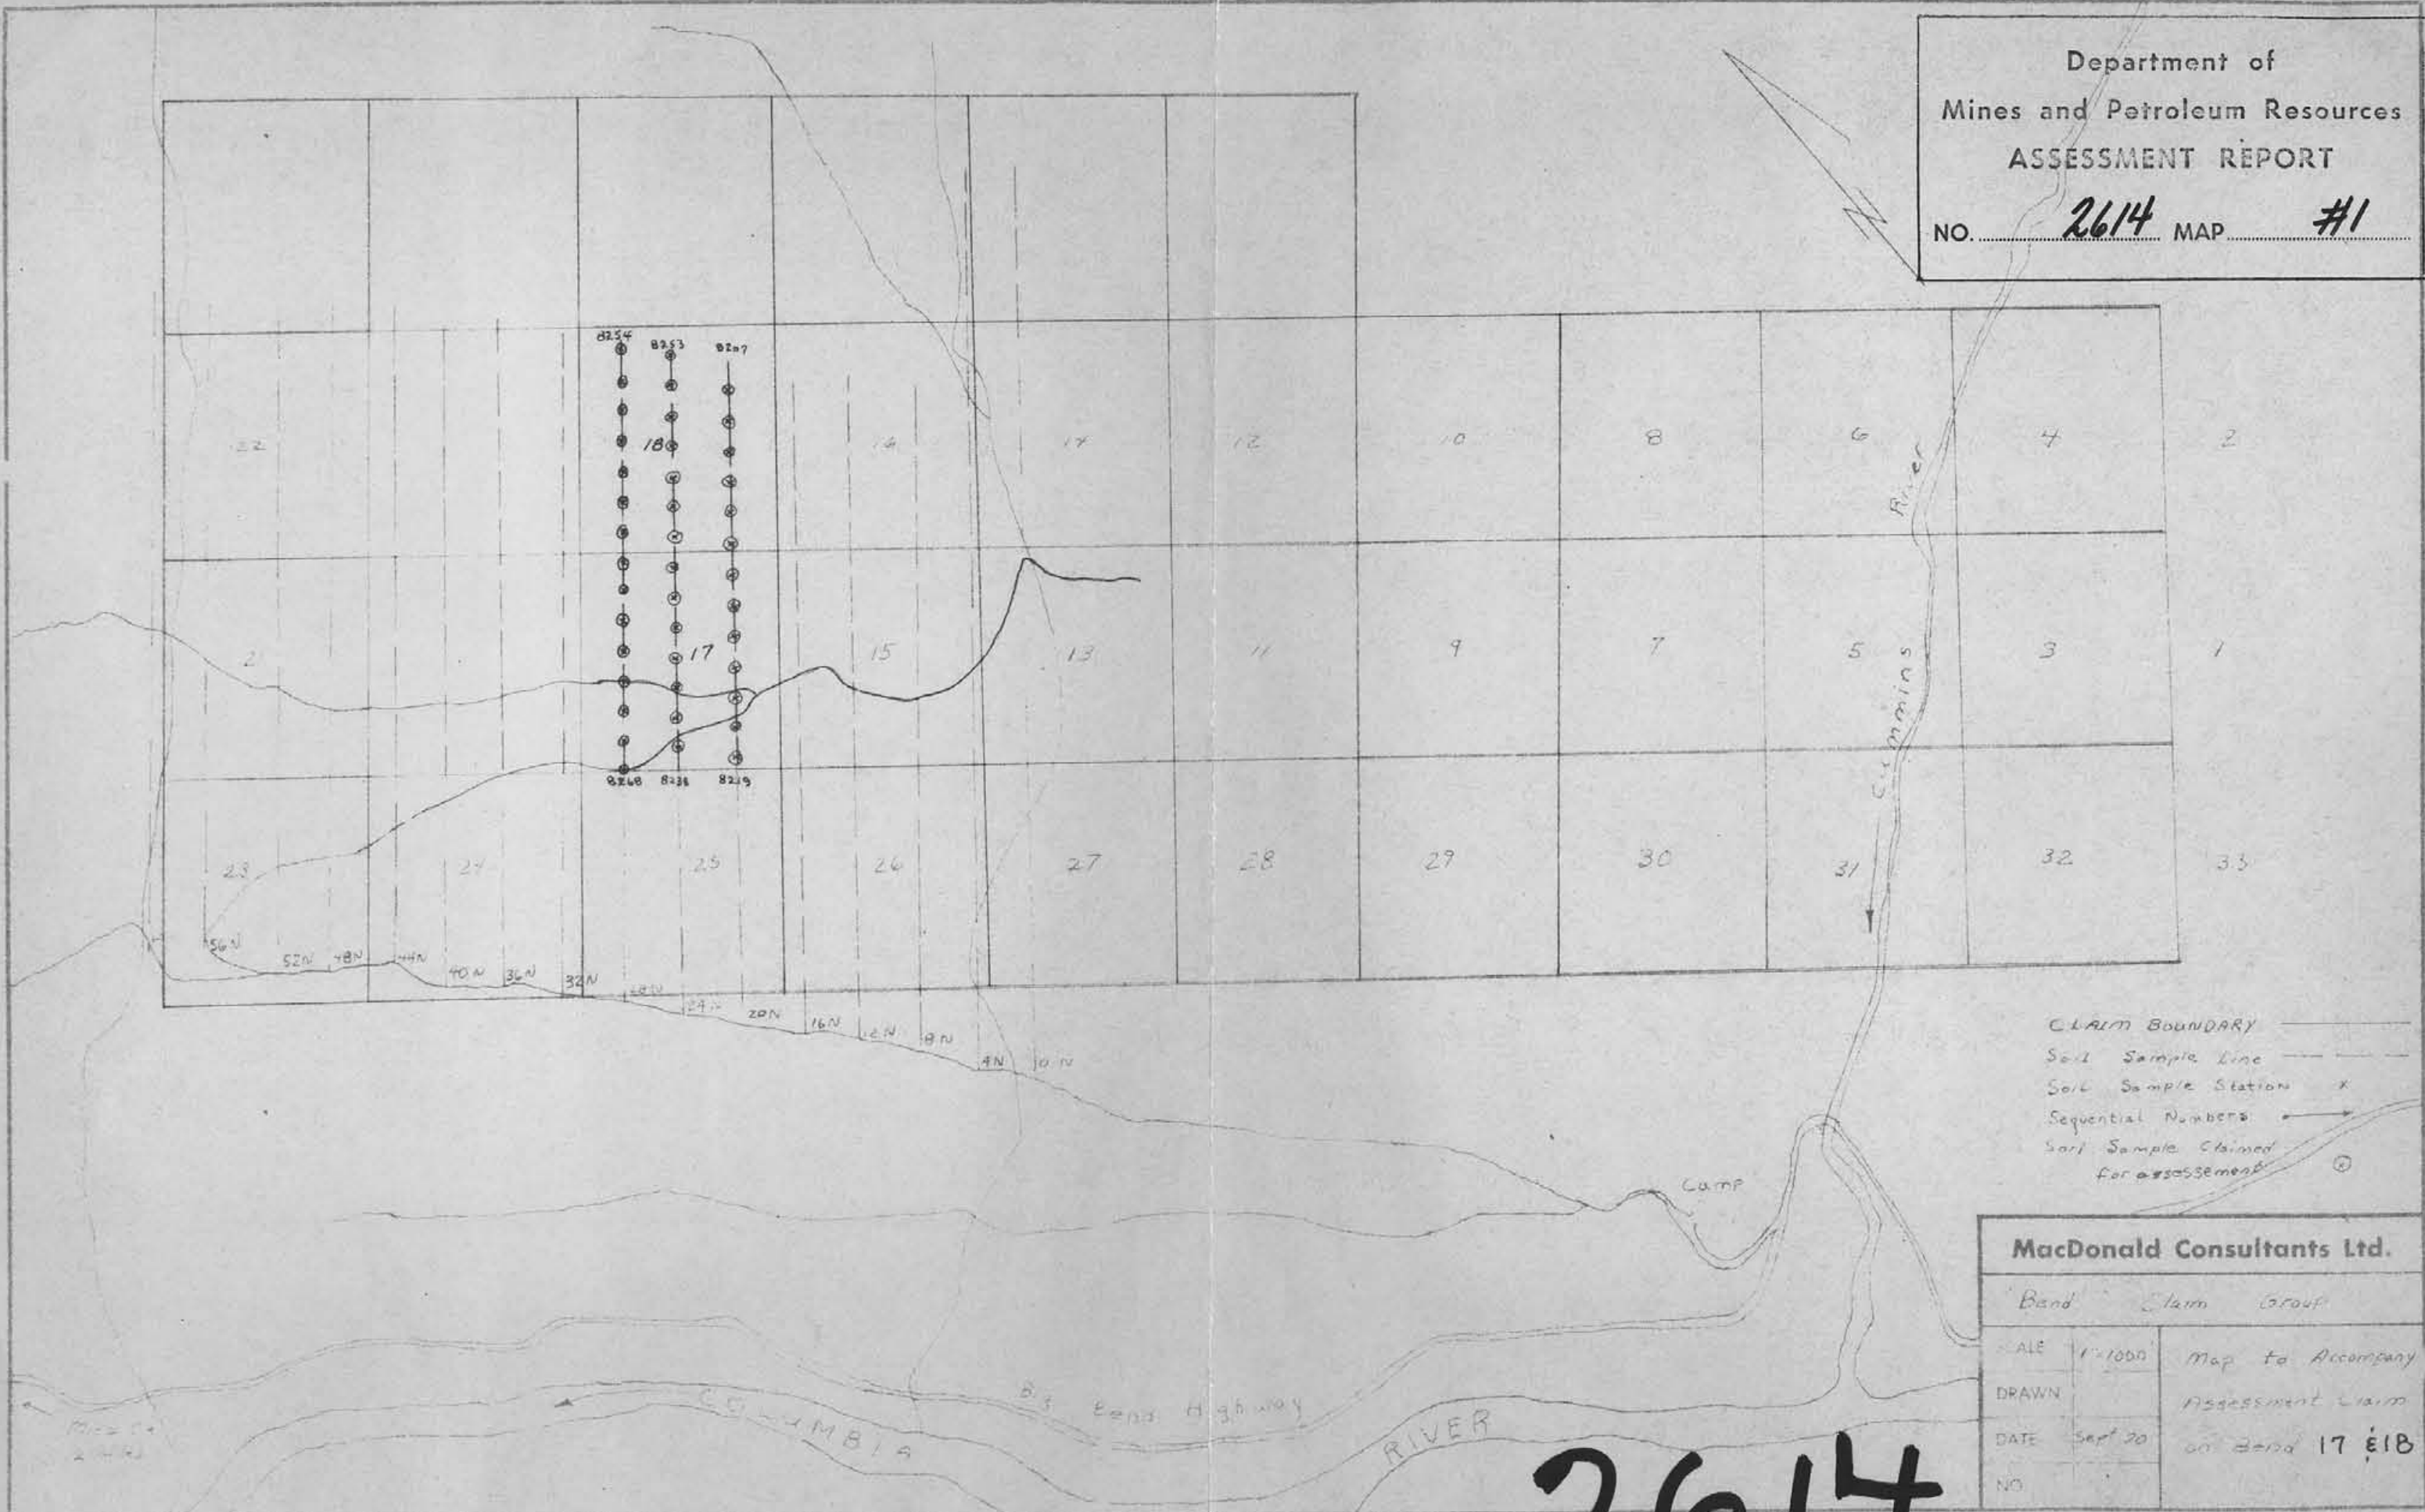 Department of
Mines and Petroleum Resources
ASSESSMENT REPORT
NO. 2614 MAP #1
8254 8253 8207
22 18 16 14 12 10 8 6 4 2
River
17 15 13 11 9 7 5 3 1
Cummins
8268 8238 8239
23 24 25 26 27 28 29 30 31 32 33
56N 52N 48N 44N 40N 36N 32N 28N 24N 20N 16N 12N 8N 4N 0N
CLAIM BOUNDARY
Soil Sample Line
Soil Sample Station x
Sequential Numbers
Soil Sample Claimed
for assessement
Camp
MacDonald Consultants Ltd.
Bend Claim Group
SCALE 1"=1000' Map to Accompany
DRAWN Assessment Claim
DATE Sept 20 on Bend 17 & 18
NO.
Big Bend Highway
COLUMBIA RIVER
2614